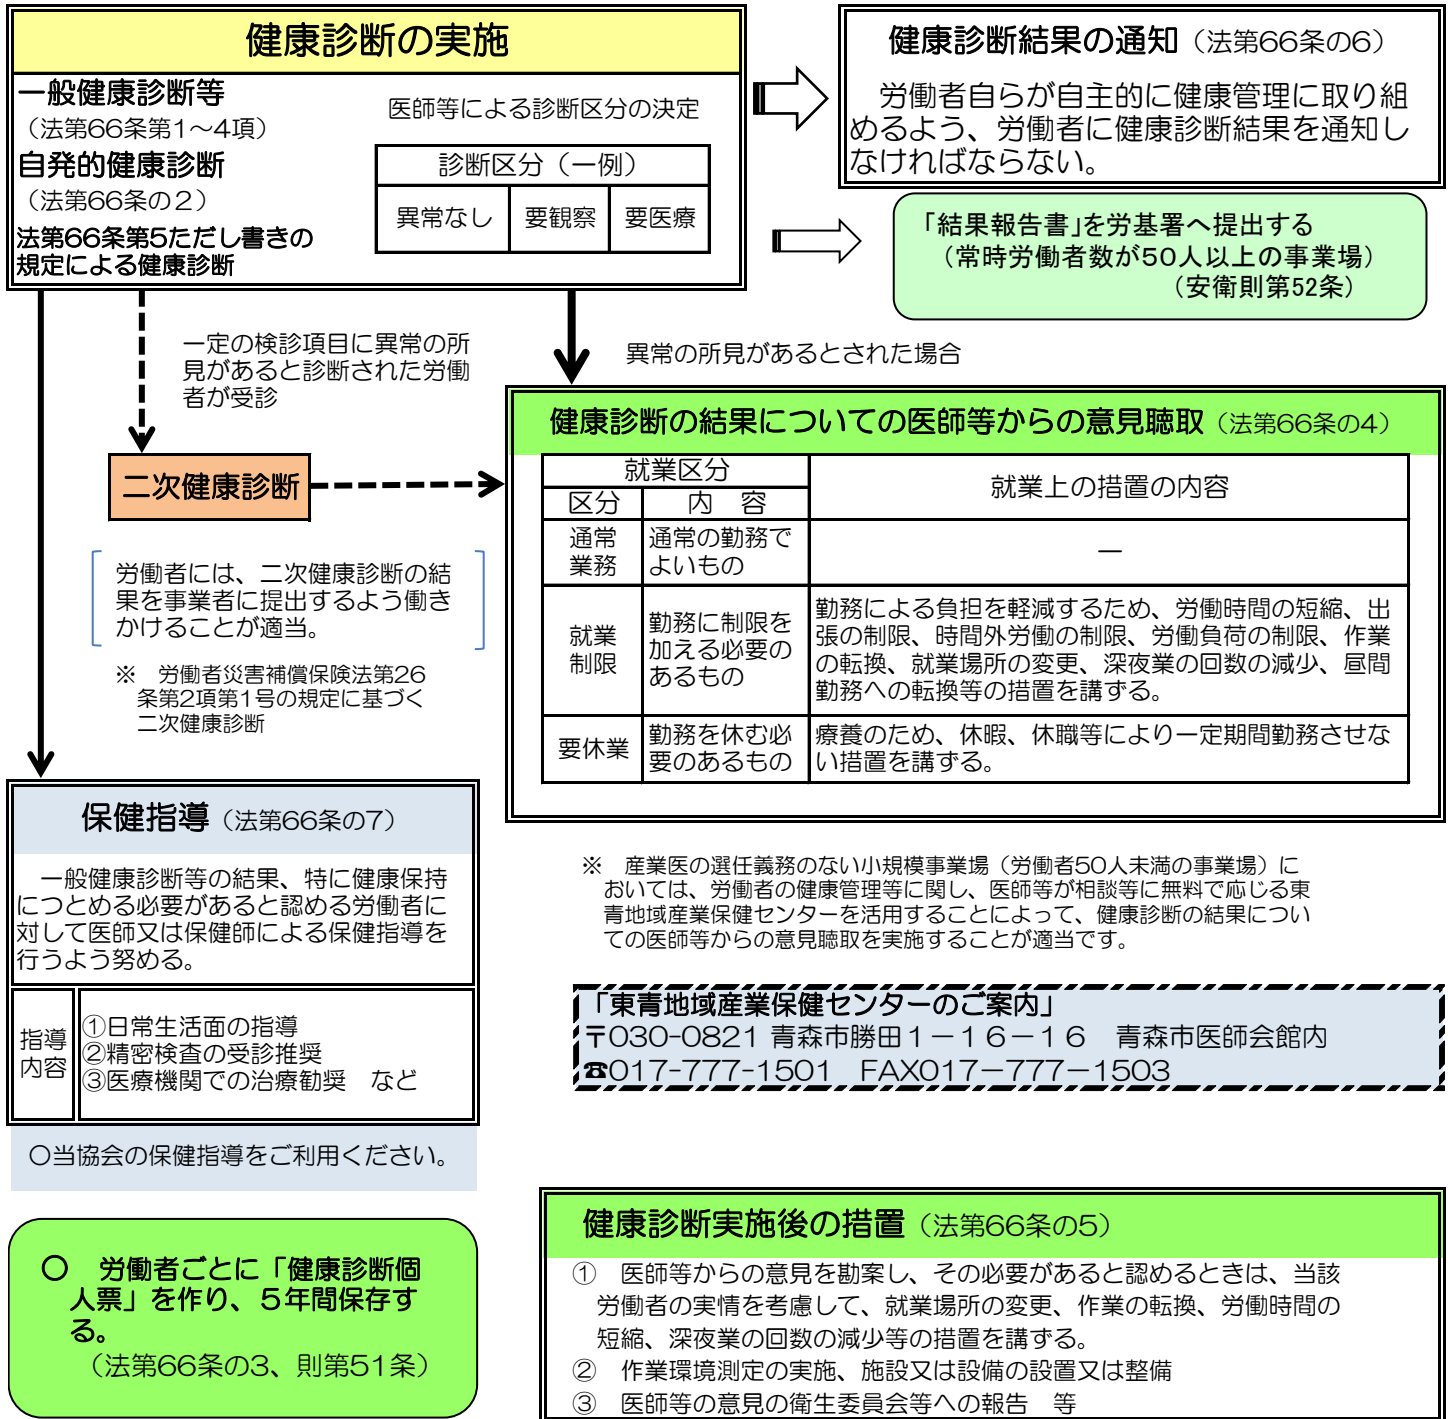 健康診断の実施
一般健康診断等
（法第66条第1～4項）
自発的健康診断
（法第66条の２）
法第66条第5ただし書きの
規定による健康診断
医師等による診断区分の決定
診断区分（一例）
異常なし　要観察　要医療
健康診断結果の通知（法第66条の6）
　労働者自らが自主的に健康管理に取り組
めるよう、労働者に健康診断結果を通知し
なければならない。
「結果報告書」を労基署へ提出する
（常時労働者数が50人以上の事業場）
（安衛則第52条）
一定の検診項目に異常の所
見があると診断された労働
者が受診
異常の所見があるとされた場合
二次健康診断
労働者には、二次健康診断の結
果を事業者に提出するよう働き
かけることが適当。
※　労働者災害補償保険法第26
条第2項第1号の規定に基づく
二次健康診断
健康診断の結果についての医師等からの意見聴取（法第66条の4）
就業区分
就業上の措置の内容
区分　内　容
通常
業務
通常の勤務で
よいもの
―
就業
制限
勤務に制限を
加える必要の
あるもの
勤務による負担を軽減するため、労働時間の短縮、出
張の制限、時間外労働の制限、労働負荷の制限、作業
の転換、就業場所の変更、深夜業の回数の減少、昼間
勤務への転換等の措置を講ずる。
要休業
勤務を休む必
要のあるもの
療養のため、休暇、休職等により一定期間勤務させな
い措置を講ずる。
保健指導（法第66条の7）
　一般健康診断等の結果、特に健康保持
につとめる必要があると認める労働者に
対して医師又は保健師による保健指導を
行うよう努める。
指導
内容
①日常生活面の指導
②精密検査の受診推奨
③医療機関での治療勧奨　など
〇当協会の保健指導をご利用ください。
※　産業医の選任義務のない小規模事業場（労働者50人未満の事業場）に
おいては、労働者の健康管理等に関し、医師等が相談等に無料で応じる東
青地域産業保健センターを活用することによって、健康診断の結果につい
ての医師等からの意見聴取を実施することが適当です。
「東青地域産業保健センターのご案内」
〒030-0821 青森市勝田１－１６－１６　青森市医師会館内
☎017-777-1501　FAX017－777－1503
〇　労働者ごとに「健康診断個
人票」を作り、５年間保存す
る。
（法第66条の3、則第51条）
健康診断実施後の措置（法第66条の5）
①　医師等からの意見を勘案し、その必要があると認めるときは、当該
労働者の実情を考慮して、就業場所の変更、作業の転換、労働時間の
短縮、深夜業の回数の減少等の措置を講ずる。
②　作業環境測定の実施、施設又は設備の設置又は整備
③　医師等の意見の衛生委員会等への報告　等